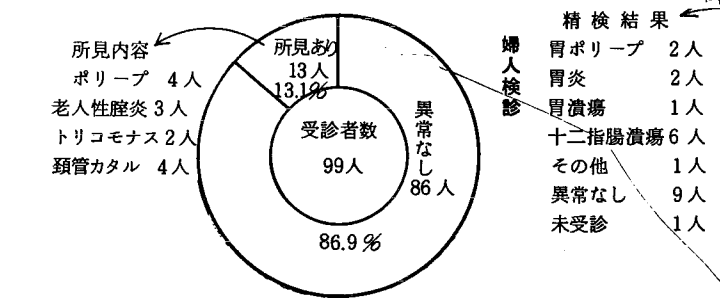 所見内容
ポリープ 4人
老人性腟炎 3人
トリコモナス 2人
頚管カタル 4人
所見あり
13人
13.1%
受診者数
99人
異常なし
86人
86.9%
婦人検診
精検結果
胃ポリープ 2人
胃炎 2人
胃潰瘍 1人
十二指腸潰瘍 6人
その他 1人
異常なし 9人
未受診 1人